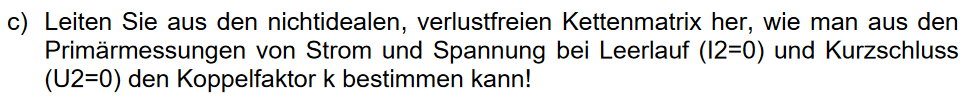 c) Leiten Sie aus den nichtidealen, verlustfreien Kettenmatrix her, wie man aus den
Primärmessungen von Strom und Spannung bei Leerlauf (I2=0) und Kurzschluss
(U2=0) den Koppelfaktor k bestimmen kann!